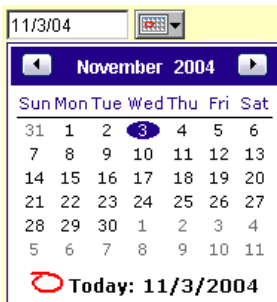 11/3/04
November 2004
Sun Mon Tue Wed Thu Fri Sat
31 1 2 3 4 5 6
7 8 9 10 11 12 13
14 15 16 17 18 19 20
21 22 23 24 25 26 27
28 29 30 1 2 3 4
5 6 7 8 9 10 11
Today: 11/3/2004